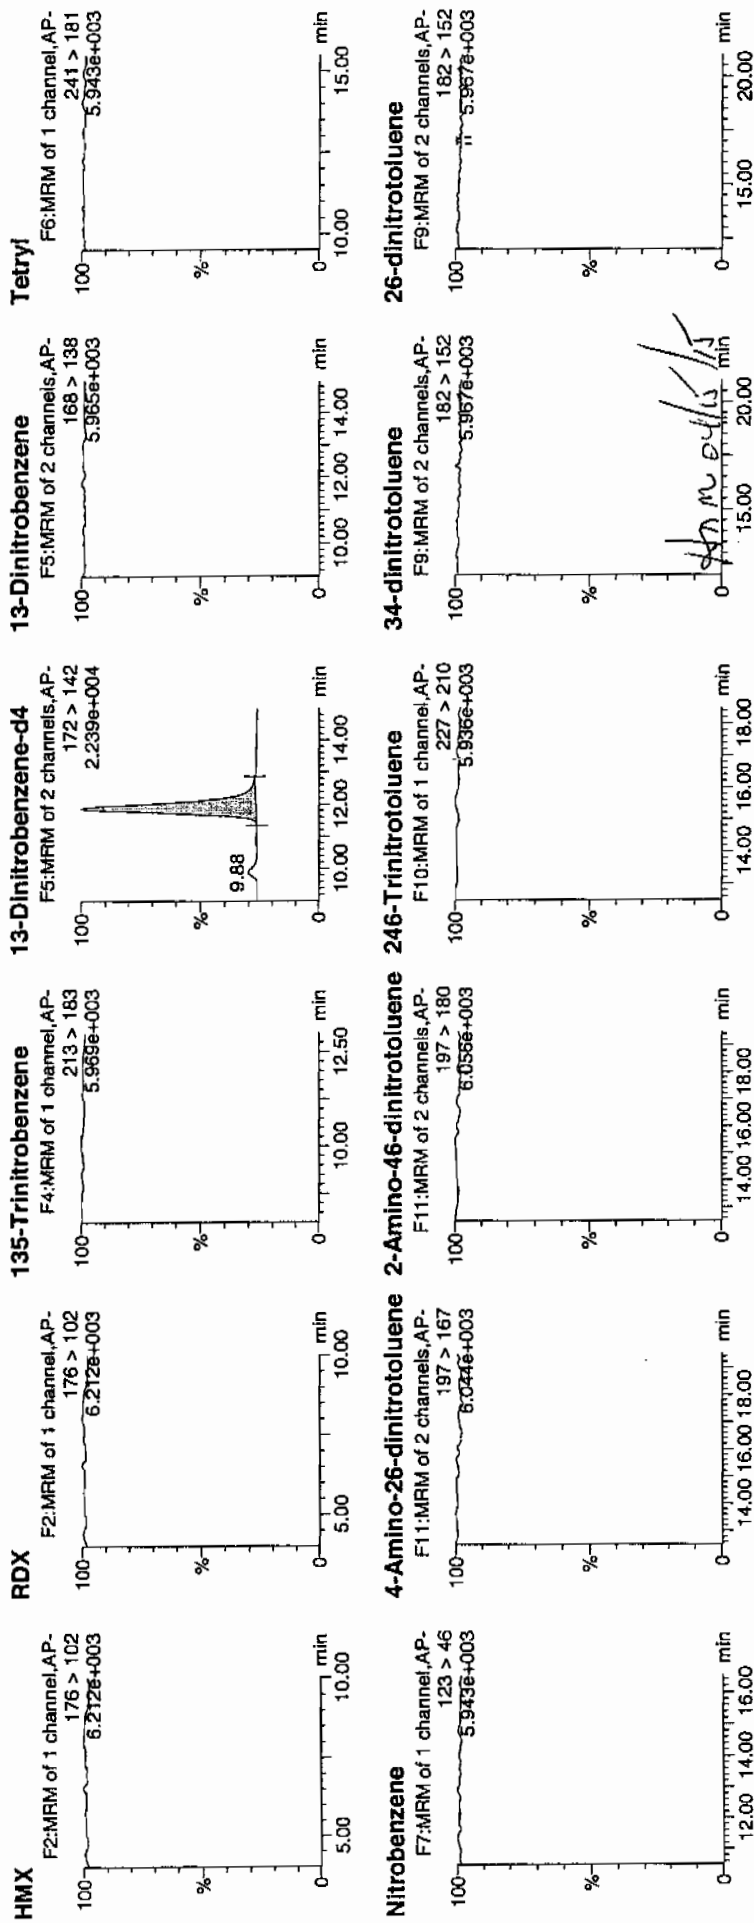 HMX
F2:MRM of 1 channel,AP-
176 > 102
6.212e+003
100
%
0
5.00
10.00
min
RDX
F2:MRM of 1 channel,AP-
176 > 102
6.212e+003
100
%
0
5.00
10.00
min
135-Trinitrobenzene
F4:MRM of 1 channel,AP-
213 > 183
5.969e+003
100
%
0
10.00
12.50
min
13-Dinitrobenzene-d4
F5:MRM of 2 channels,AP-
172 > 142
2.239e+004
100
%
9.88
0
10.00
12.00
14.00
min
13-Dinitrobenzene
F5:MRM of 2 channels,AP-
168 > 138
5.965e+003
100
%
0
10.00
12.00
14.00
min
Tetryl
F6:MRM of 1 channel,AP-
241 > 181
5.943e+003
100
%
0
10.00
15.00
min
Nitrobenzene
F7:MRM of 1 channel,AP-
123 > 46
5.943e+003
100
%
0
12.00
14.00
16.00
min
4-Amino-26-dinitrotoluene
F11:MRM of 2 channels,AP-
197 > 167
6.044e+003
100
%
0
14.00
16.00
18.00
min
2-Amino-46-dinitrotoluene
F11:MRM of 2 channels,AP-
197 > 180
6.056e+003
100
%
0
14.00
16.00
18.00
min
246-Trinitrotoluene
F10:MRM of 1 channel,AP-
227 > 210
5.936e+003
100
%
0
14.00
16.00
18.00
min
34-dinitrotoluene
F9:MRM of 2 channels,AP-
182 > 152
5.967e+003
100
%
0
15.00
20.00
min
26-dinitrotoluene
F9:MRM of 2 channels,AP-
182 > 152
5.967e+003
100
%
0
15.00
20.00
min